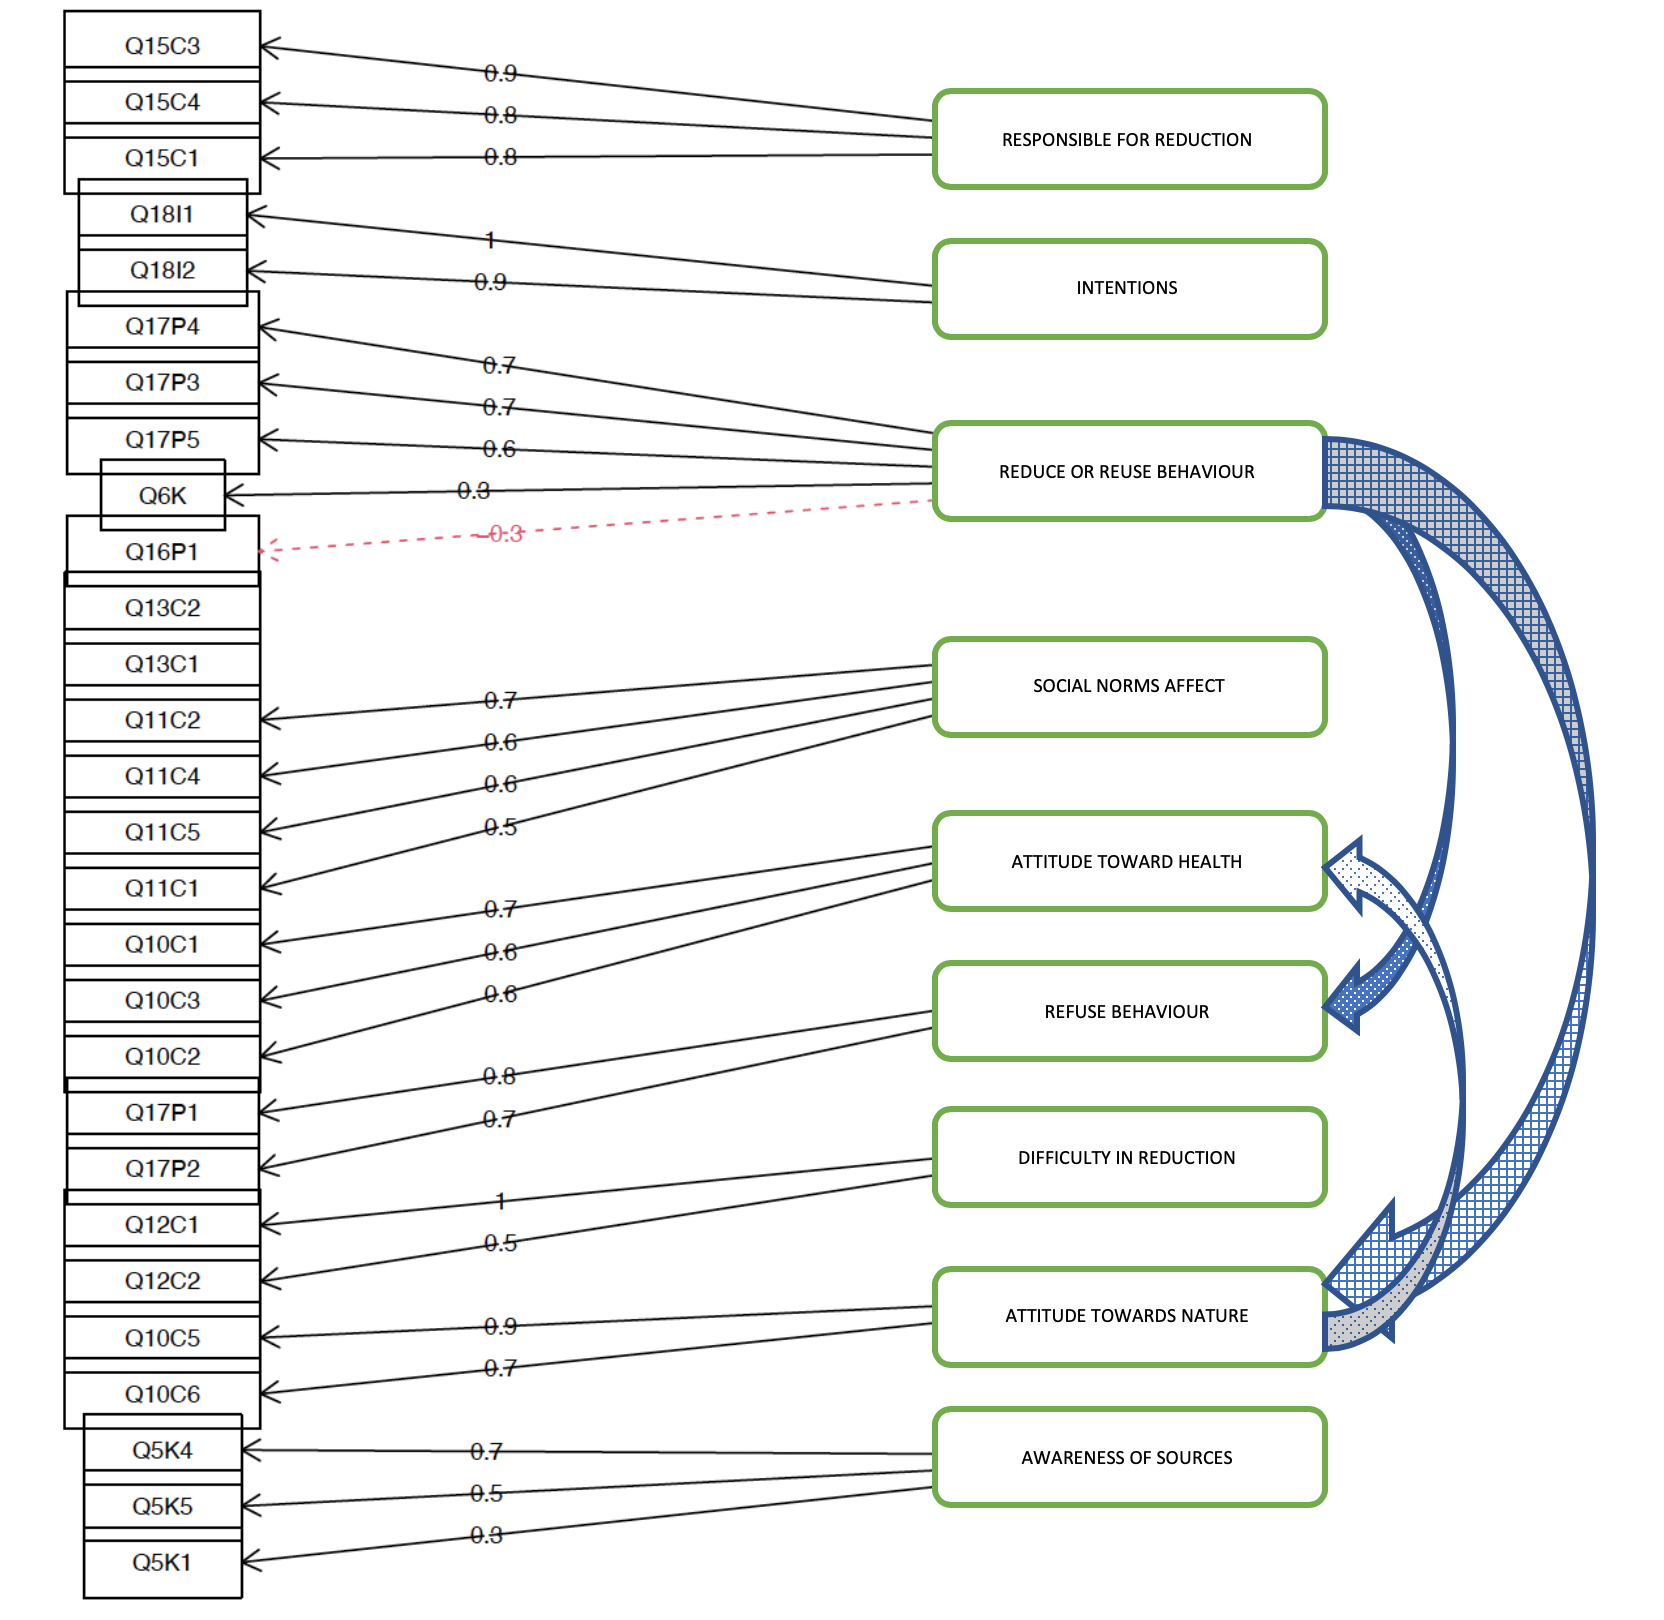 Q15C3
Q15C4
Q15C1
Q18I1
Q18I2
Q17P4
Q17P3
Q17P5
Q6K
Q16P1
Q13C2
Q13C1
Q11C2
Q11C4
Q11C5
Q11C1
Q10C1
Q10C3
Q10C2
Q17P1
Q17P2
Q12C1
Q12C2
Q10C5
Q10C6
Q5K4
Q5K5
Q5K1
0.9
0.8
0.8
1
0.9
0.7
0.7
0.6
0.3
-0.3
0.7
0.6
0.6
0.5
0.7
0.6
0.6
0.8
0.7
1
0.5
0.9
0.7
0.7
0.5
0.3
RESPONSIBLE FOR REDUCTION
INTENTIONS
REDUCE OR REUSE BEHAVIOUR
SOCIAL NORMS AFFECT
ATTITUDE TOWARD HEALTH
REFUSE BEHAVIOUR
DIFFICULTY IN REDUCTION
ATTITUDE TOWARDS NATURE
AWARENESS OF SOURCES